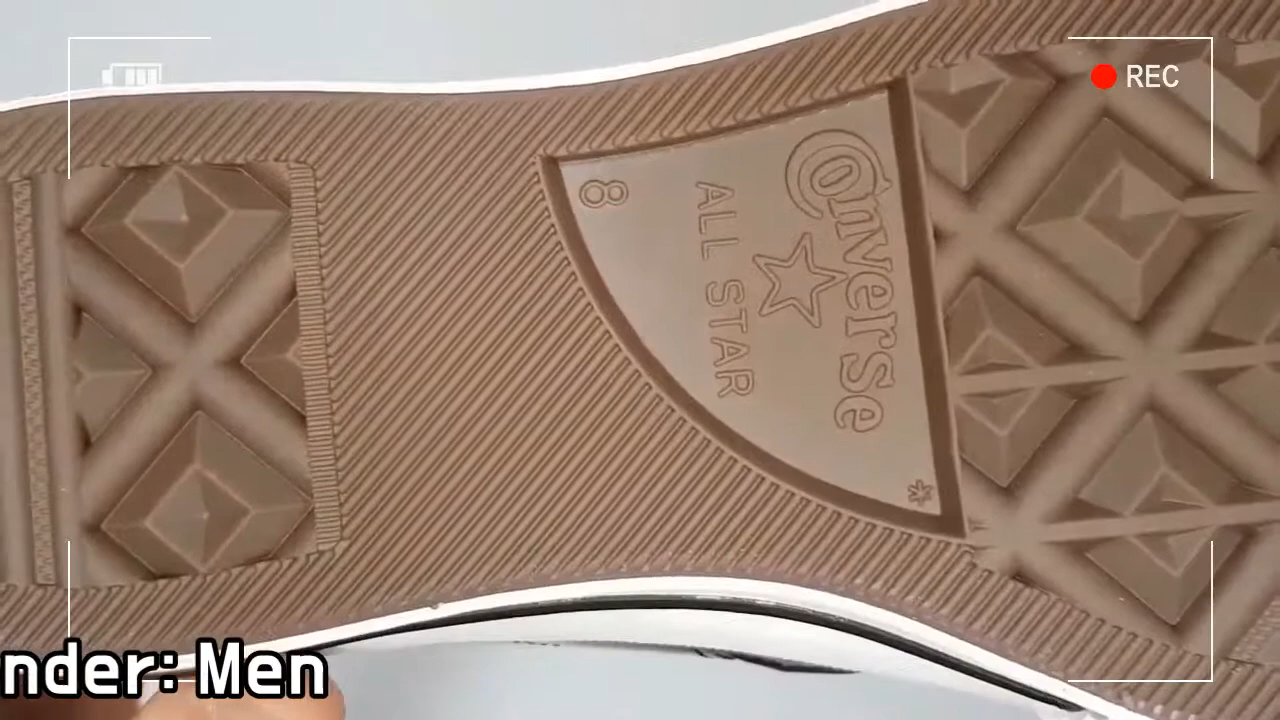 REC
Converse
ALL STAR
8
*
nder: Men